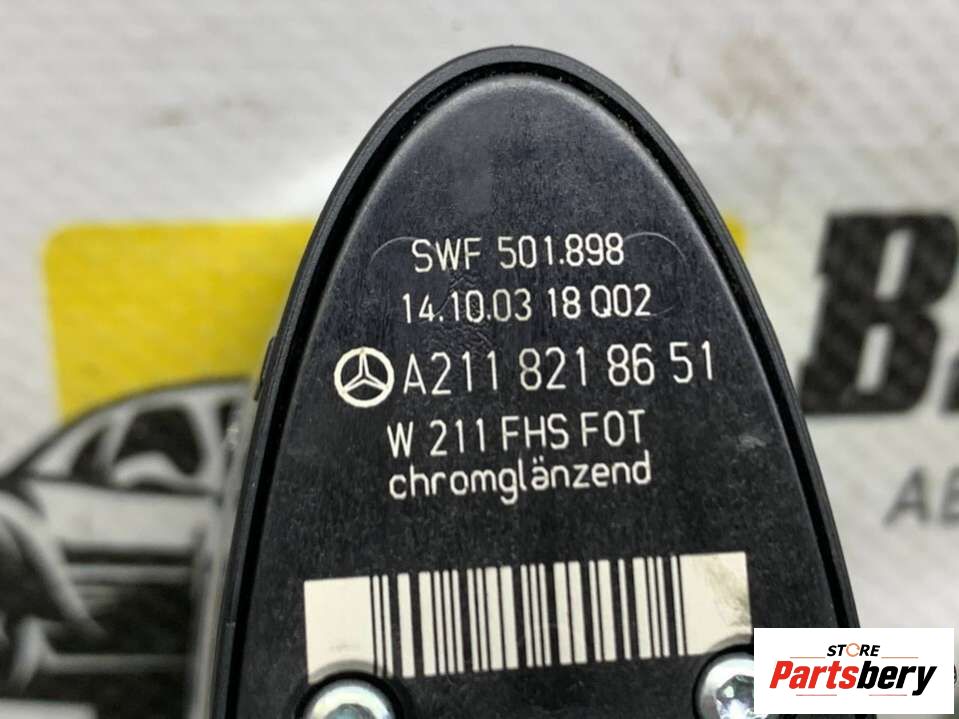 SWF 501.898
14.10.03 18 Q02
A211 821 86 51
W 211 FHS FOT
chromglänzend
STORE
Partsbery